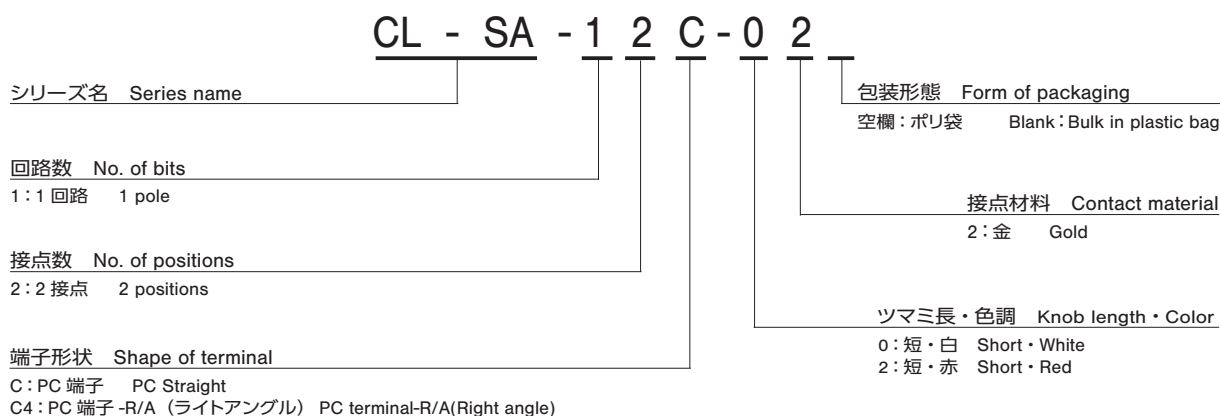 CL - SA - 1 2 C - 0 2
シリーズ名 Series name
回路数 No. of bits
1：1 回路 1 pole
接点数 No. of positions
2：2 接点 2 positions
端子形状 Shape of terminal
C：PC 端子 PC Straight
C4：PC 端子 -R/A（ライトアングル） PC terminal-R/A(Right angle)
包装形態 Form of packaging
空欄：ポリ袋 Blank：Bulk in plastic bag
接点材料 Contact material
2：金 Gold
ツマミ長・色調 Knob length・Color
0：短・白 Short・White
2：短・赤 Short・Red